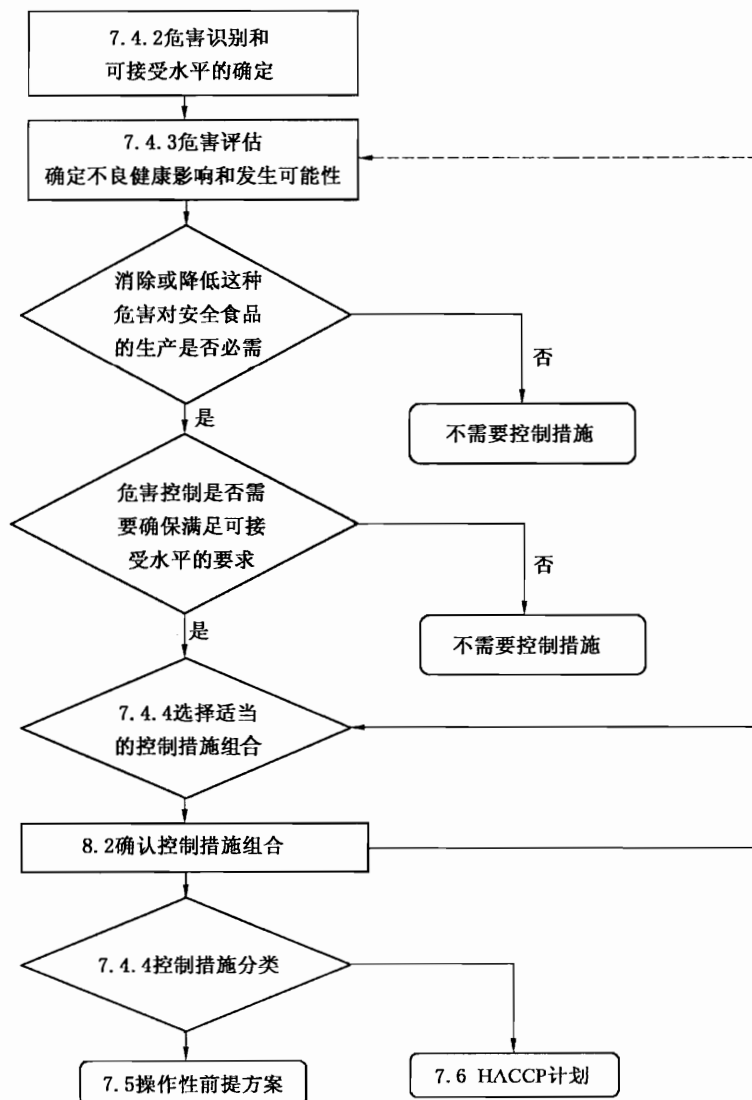 7.4.2危害识别和
可接受水平的确定
7.4.3危害评估
确定不良健康影响和发生可能性
消除或降低这种
危害对安全食品
的生产是否必需
否
不需要控制措施
是
危害控制是否需
要确保满足可接
受水平的要求
否
不需要控制措施
是
7.4.4选择适当
的控制措施组合
8.2确认控制措施组合
7.4.4控制措施分类
7.5操作性前提方案
7.6 HACCP计划